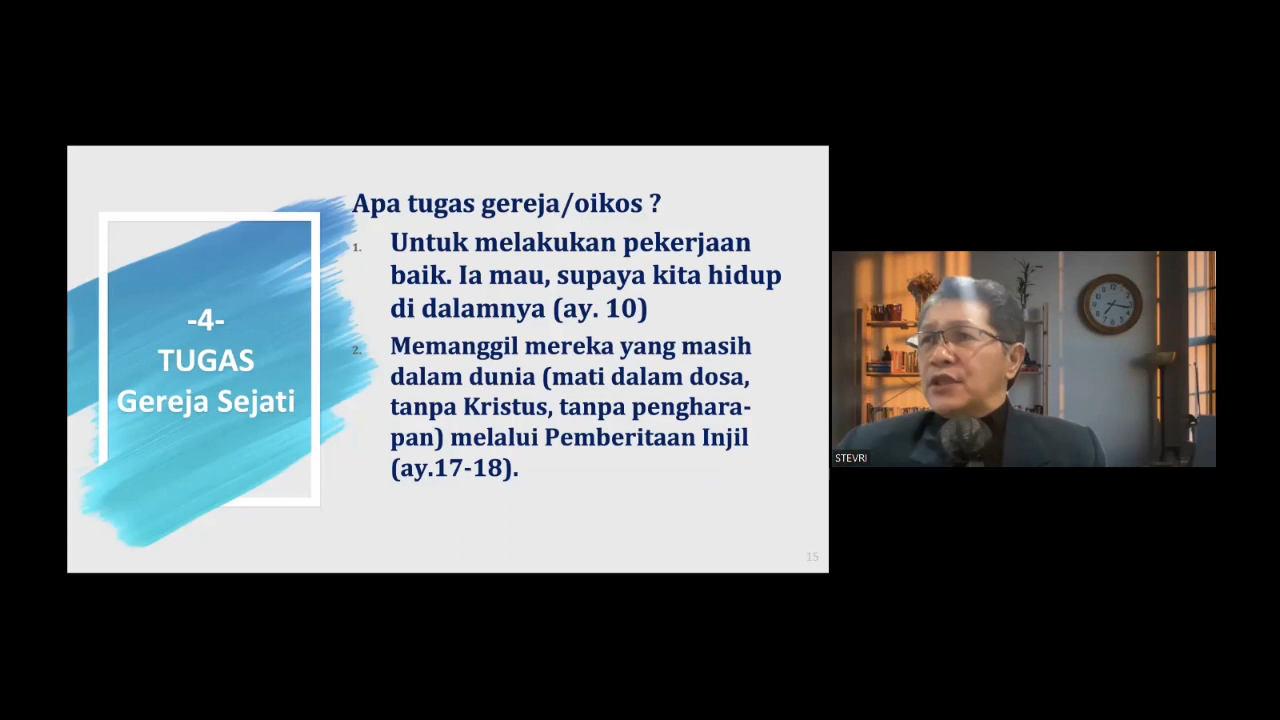 -4-
TUGAS
Gereja Sejati
Apa tugas gereja/oikos ?
1. Untuk melakukan pekerjaan
baik. Ia mau, supaya kita hidup
di dalamnya (ay. 10)
2. Memanggil mereka yang masih
dalam dunia (mati dalam dosa,
tanpa Kristus, tanpa penghara-
pan) melalui Pemberitaan Injil
(ay.17-18).
15
STEVRI